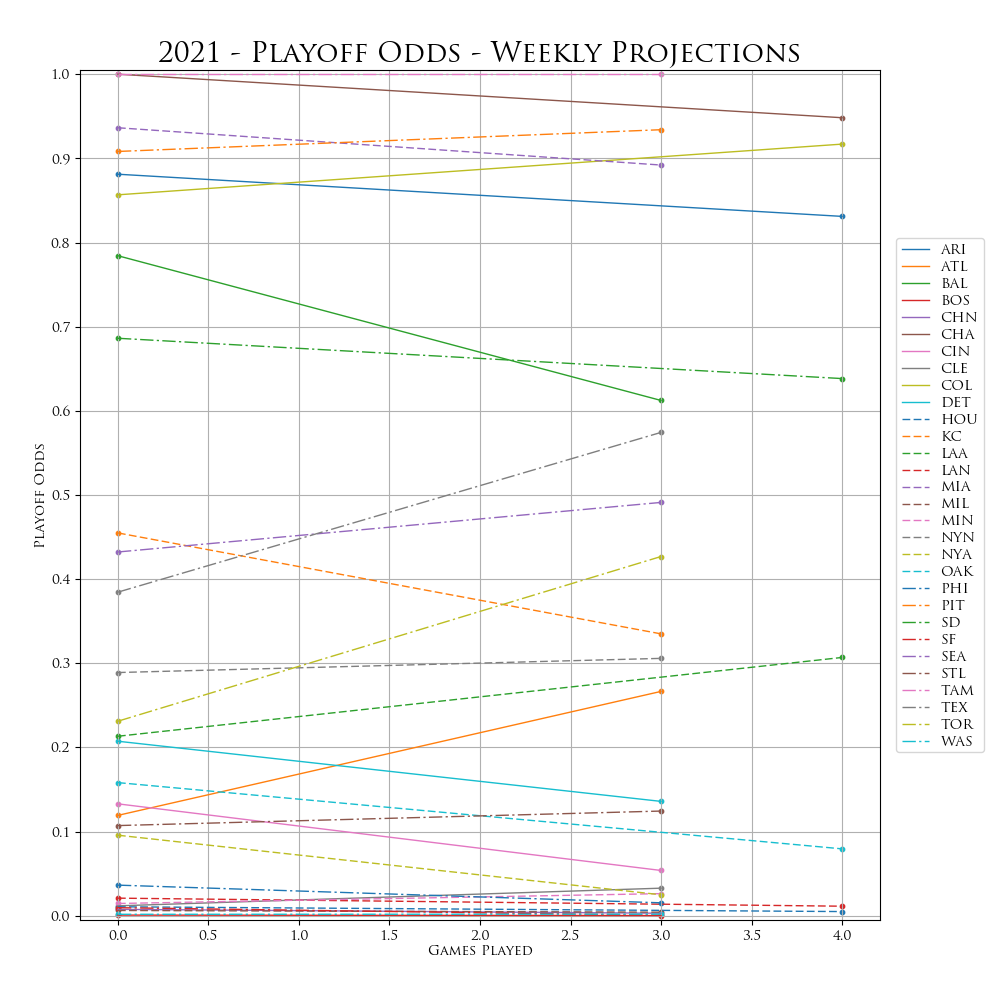 2021 - Playoff Odds - Weekly Projections
1.0
0.9
0.8
0.7
0.6
0.5
0.4
0.3
0.2
0.1
0.0
Playoff Odds
0.0 0.5 1.0 1.5 2.0 2.5 3.0 3.5 4.0
Games Played
ARI
ATL
BAL
BOS
CHN
CHA
CIN
CLE
COL
DET
HOU
KC
LAA
LAN
MIA
MIL
MIN
NYN
NYA
OAK
PHI
PIT
SD
SF
SEA
STL
TAM
TEX
TOR
WAS